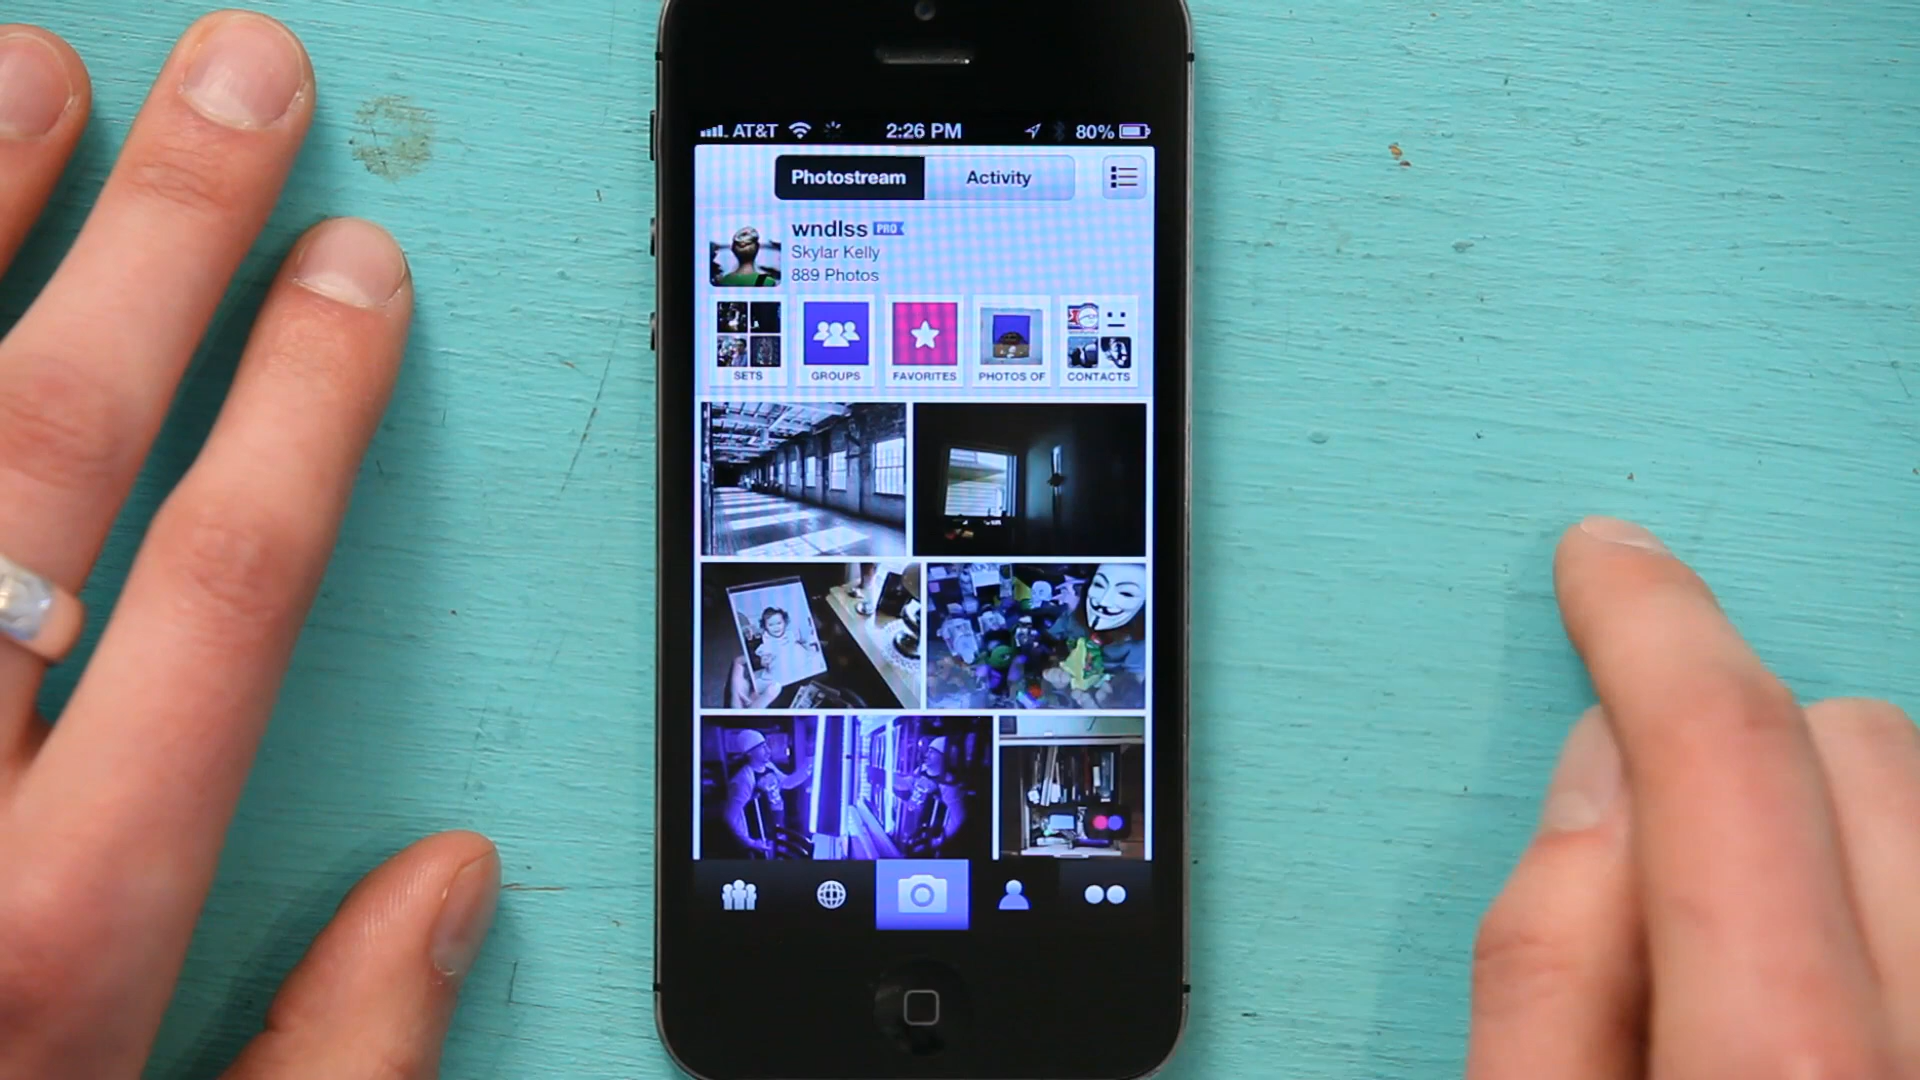 AT&T 2:26 PM 80%
Photostream Activity
wndlss PRO
Skylar Kelly
889 Photos
SETS GROUPS FAVORITES PHOTOS OF CONTACTS